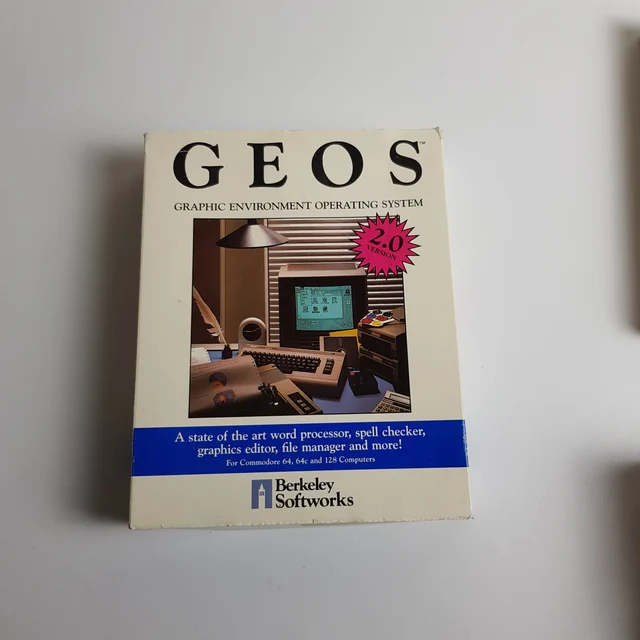 GEOS™
GRAPHIC ENVIRONMENT OPERATING SYSTEM
2.0
VERSION
A state of the art word processor, spell checker,
graphics editor, file manager and more!
For Commodore 64, 64c and 128 Computers
Berkeley
Softworks